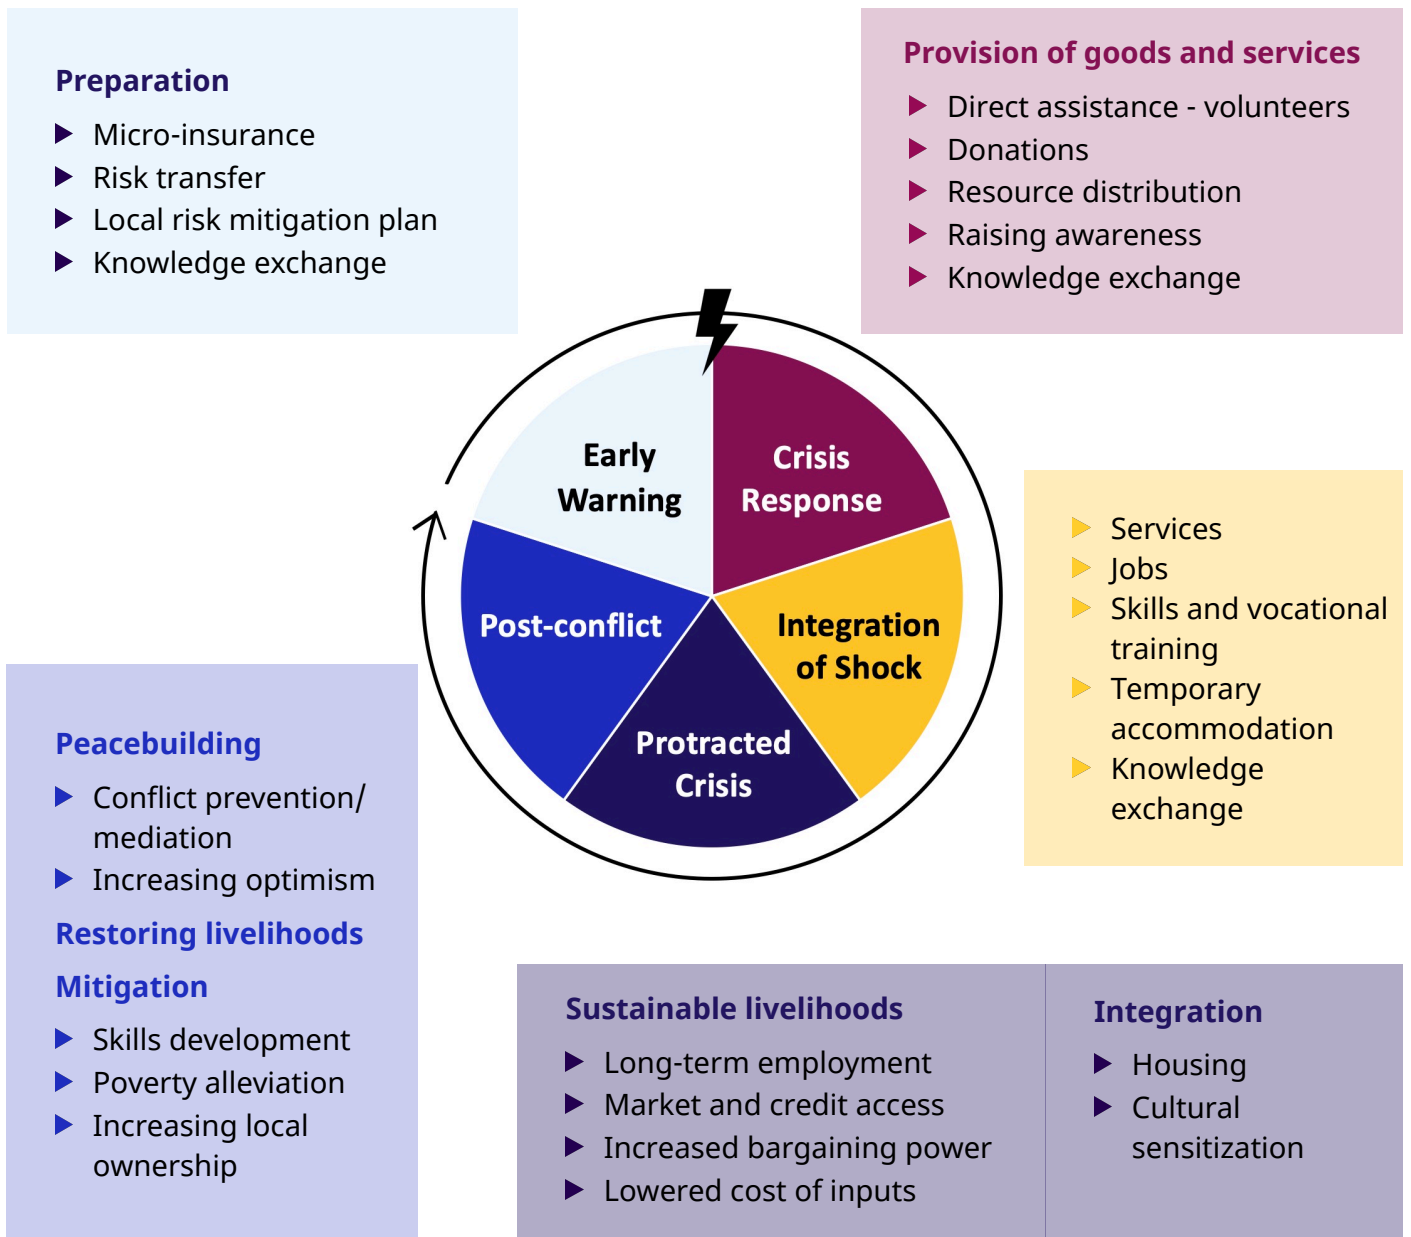 Preparation
Micro-insurance
Risk transfer
Local risk mitigation plan
Knowledge exchange
Provision of goods and services
Direct assistance - volunteers
Donations
Resource distribution
Raising awareness
Knowledge exchange
Early
Warning
Crisis
Response
Integration
of Shock
Protracted
Crisis
Post-conflict
Services
Jobs
Skills and vocational
training
Temporary
accommodation
Knowledge
exchange
Peacebuilding
Conflict prevention/
mediation
Increasing optimism
Restoring livelihoods
Mitigation
Skills development
Poverty alleviation
Increasing local
ownership
Sustainable livelihoods
Long-term employment
Market and credit access
Increased bargaining power
Lowered cost of inputs
Integration
Housing
Cultural
sensitization